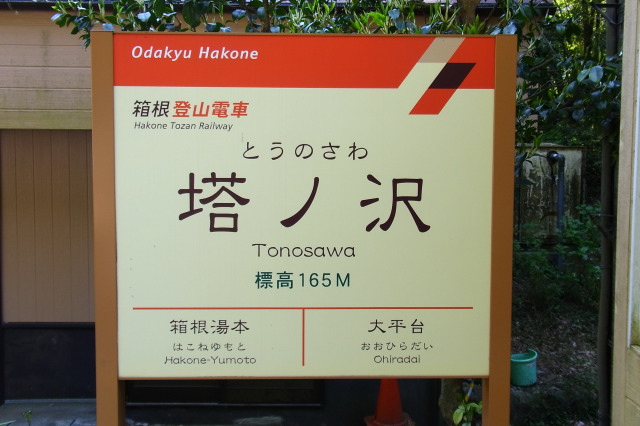 Odakyu Hakone
箱根登山電車
Hakone Tozan Railway
とうのさわ
塔ノ沢
Tonosawa
標高165M
箱根湯本
はこねゆもと
Hakone-Yumoto
大平台
おおひらだい
Ohiradai